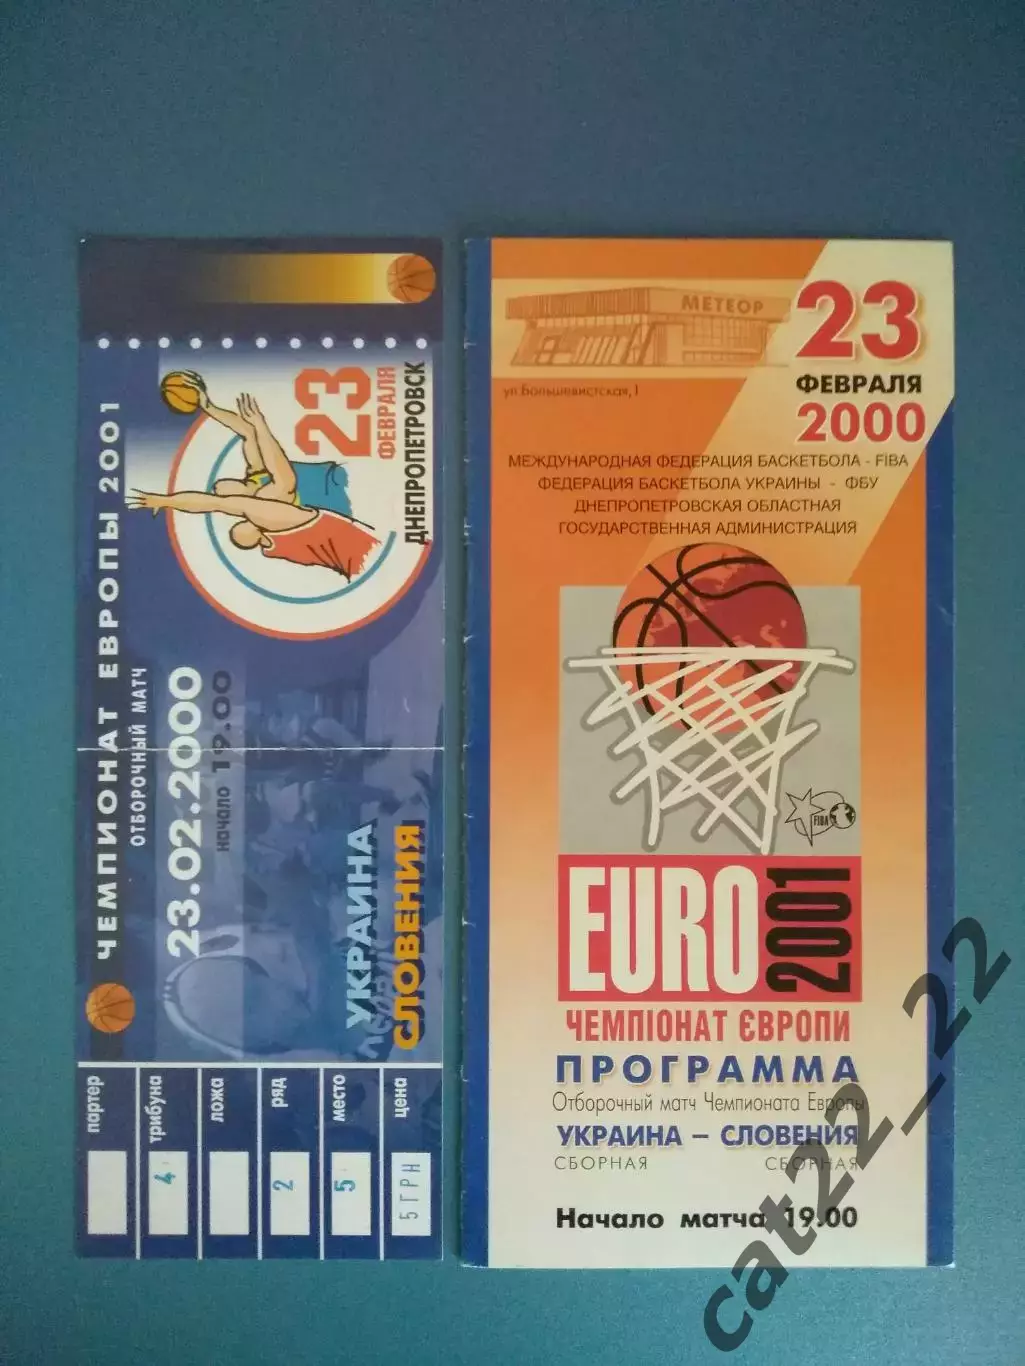 ЧЕМПИОНАТ ЕВРОПЫ 2001
ОТБОРОЧНЫЙ МАТЧ
23.02.2000
начало 19.00
23
ФЕВРАЛЯ
ДНЕПРОПЕТРОВСК
УКРАИНА
СЛОВЕНИЯ
партер
трибуна 4
ложа
ряд 2
место 5
цена 5 ГРН
МЕТЕОР
ул.Большевистская,1
23
ФЕВРАЛЯ
2000
МЕЖДУНАРОДНАЯ ФЕДЕРАЦИЯ БАСКЕТБОЛА - FIBA
ФЕДЕРАЦИЯ БАСКЕТБОЛА УКРАИНЫ - ФБУ
ДНЕПРОПЕТРОВСКАЯ ОБЛАСТНАЯ
ГОСУДАРСТВЕННАЯ АДМИНИСТРАЦИЯ
FIBA
EURO 2001
ЧЕМПІОНАТ ЄВРОПИ
ПРОГРАММА
Отборочный матч Чемпионата Европы
УКРАИНА – СЛОВЕНИЯ
СБОРНАЯ СБОРНАЯ
Начало матча 19.00
cat22_22